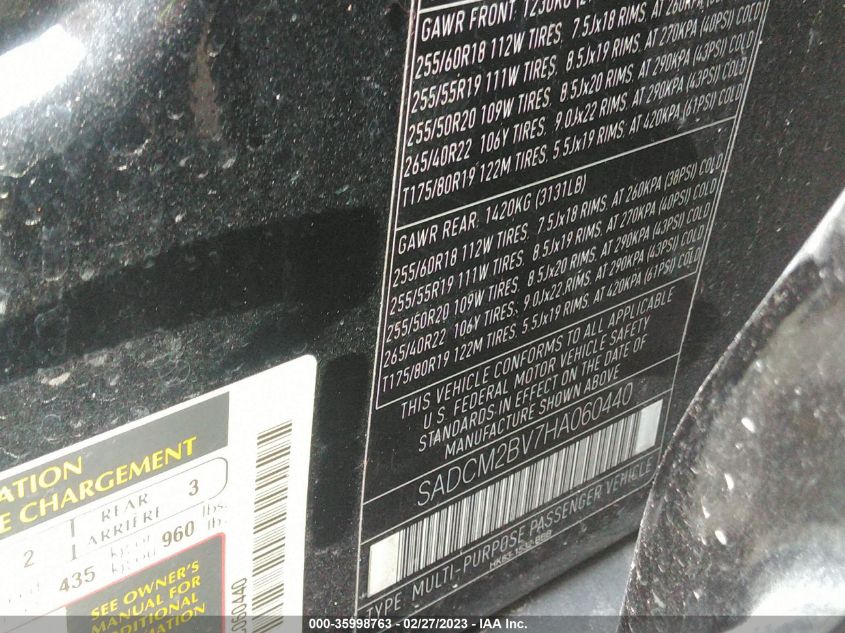 GAWR FRONT: 1230KG
255/60R18 112W TIRES, 7.5Jx18 RIMS, AT 260KPA
255/55R19 111W TIRES, 8.5Jx19 RIMS, AT 270KPA (40PSI) COLD
255/50R20 109W TIRES, 8.5Jx20 RIMS, AT 290KPA (43PSI) COLD
265/40R22 106Y TIRES, 9.0Jx22 RIMS, AT 290KPA (43PSI) COLD
T175/80R19 122M TIRES, 5.5Jx19 RIMS, AT 420KPA (61PSI) COLD
GAWR REAR: 1420KG (3131LB)
255/60R18 112W TIRES, 7.5Jx18 RIMS, AT 260KPA (38PSI) COLD
255/55R19 111W TIRES, 8.5Jx19 RIMS, AT 270KPA (40PSI) COLD
255/50R20 109W TIRES, 8.5Jx20 RIMS, AT 290KPA (43PSI) COLD
265/40R22 106Y TIRES, 9.0Jx22 RIMS, AT 290KPA (43PSI) COLD
T175/80R19 122M TIRES, 5.5Jx19 RIMS, AT 420KPA (61PSI) COLD
THIS VEHICLE CONFORMS TO ALL APPLICABLE
U.S. FEDERAL MOTOR VEHICLE SAFETY
STANDARDS IN EFFECT ON THE DATE OF
MANUFACTURE SHOWN ABOVE
SADCM2BV7HA060440
TYPE MULTI-PURPOSE PASSENGER VEHICLE
CHARGEMENT
2 REAR 3
ARRIÈRE
435 kg ou 960 lb.
lbs.
SEE OWNER'S
MANUAL FOR
ADDITIONAL
060440
000-35998763 - 02/27/2023 - IAA Inc.